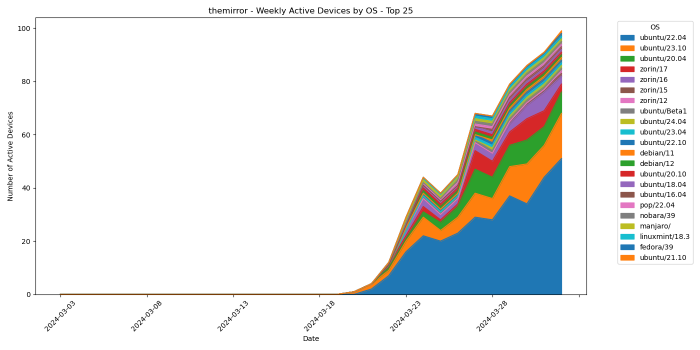 themirror - Weekly Active Devices by OS - Top 25
Number of Active Devices
100
80
60
40
20
0
2024-03-03
2024-03-08
2024-03-13
2024-03-18
2024-03-23
2024-03-28
Date
OS
ubuntu/22.04
ubuntu/23.10
ubuntu/20.04
zorin/17
zorin/16
zorin/15
zorin/12
ubuntu/Beta1
ubuntu/24.04
ubuntu/23.04
ubuntu/22.10
debian/11
debian/12
ubuntu/20.10
ubuntu/18.04
ubuntu/16.04
pop/22.04
nobara/39
manjaro/
linuxmint/18.3
fedora/39
ubuntu/21.10